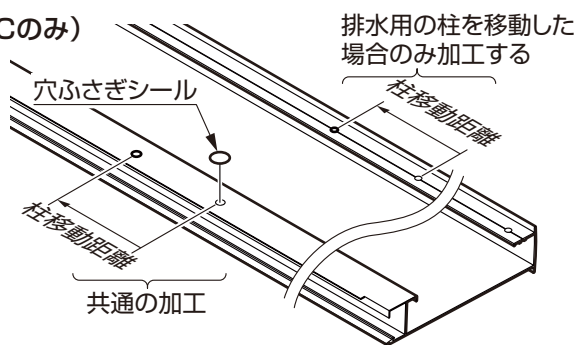 Cのみ）
排水用の柱を移動した
場合のみ加工する
穴ふさぎシール
柱移動距離
柱移動距離
共通の加工